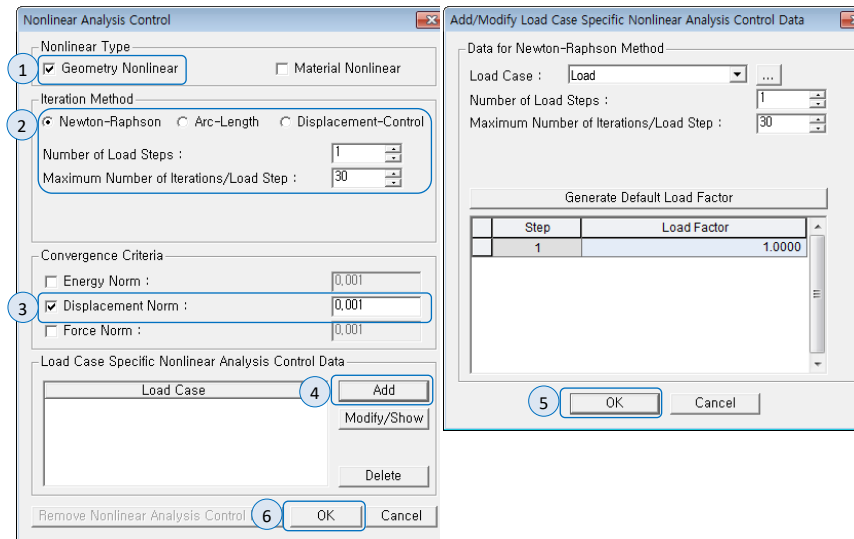 Nonlinear Analysis Control
Nonlinear Type
1 Geometry Nonlinear Material Nonlinear
Iteration Method
2 Newton-Raphson Arc-Length Displacement-Control
Number of Load Steps : 1
Maximum Number of Iterations/Load Step : 30
Convergence Criteria
Energy Norm : 0,001
3 Displacement Norm : 0,001
Force Norm : 0,001
Load Case Specific Nonlinear Analysis Control Data
Load Case 4 Add
Modify/Show
Delete
Remove Nonlinear Analysis Control 6 OK Cancel
Add/Modify Load Case Specific Nonlinear Analysis Control Data
Data for Newton-Raphson Method
Load Case : Load ...
Number of Load Steps : 1
Maximum Number of Iterations/Load Step : 30
Generate Default Load Factor
Step Load Factor
1 1.0000
5 OK Cancel